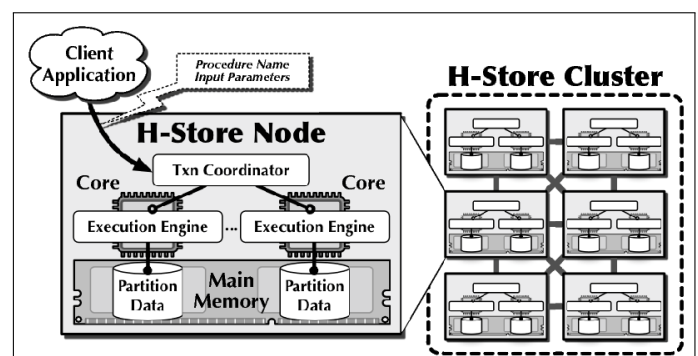 Client
Application
Procedure Name
Input Parameters
H-Store Cluster
H-Store Node
Txn Coordinator
Core
Core
Execution Engine
...
Execution Engine
Partition
Data
Main
Memory
Partition
Data